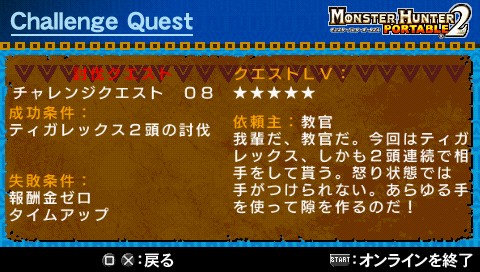 Challenge Quest
MONSTER HUNTER
PORTABLE 2
討伐クエスト
チャレンジクエスト　０８
成功条件：
ティガレックス２頭の討伐
失敗条件：
報酬金ゼロ
タイムアップ
クエストＬＶ：
★★★★★
依頼主：教官
我輩だ、教官だ。今回はティガ
レックス、しかも２頭連続で相
手をして貰う。怒り状態では
手がつけられない。あらゆる手
を使って隙を作るのだ！
□×:戻る
START:オンラインを終了